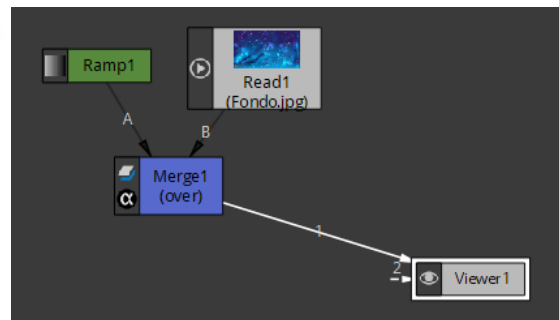 Ramp1
Read1
(Fondo.jpg)
A
B
Merge1
(over)
α
1
2
Viewer1